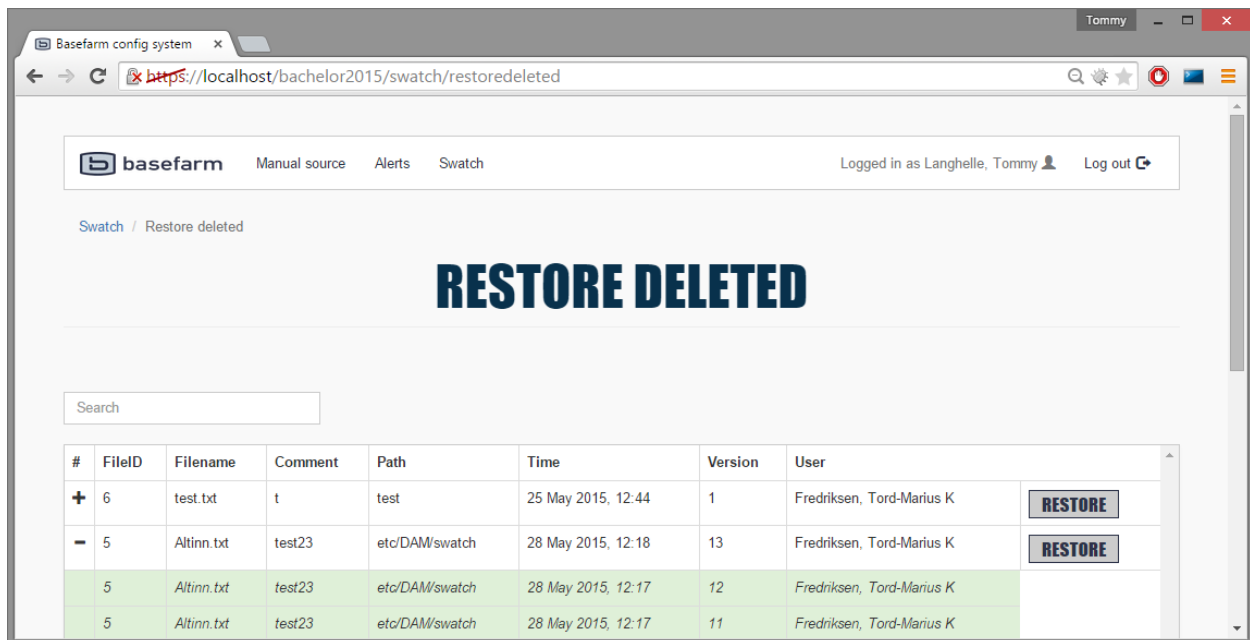 Tommy
Basefarm config system
https://localhost/bachelor2015/swatch/restoredeleted
basefarm Manual source Alerts Swatch Logged in as Langhelle, Tommy Log out
Swatch / Restore deleted
RESTORE DELETED
Search
# FileID Filename Comment Path Time Version User
6 test.txt t test 25 May 2015, 12:44 1 Fredriksen, Tord-Marius K RESTORE
5 Altinn.txt test23 etc/DAM/swatch 28 May 2015, 12:18 13 Fredriksen, Tord-Marius K RESTORE
5 Altinn.txt test23 etc/DAM/swatch 28 May 2015, 12:17 12 Fredriksen, Tord-Marius K
5 Altinn.txt test23 etc/DAM/swatch 28 May 2015, 12:17 11 Fredriksen, Tord-Marius K